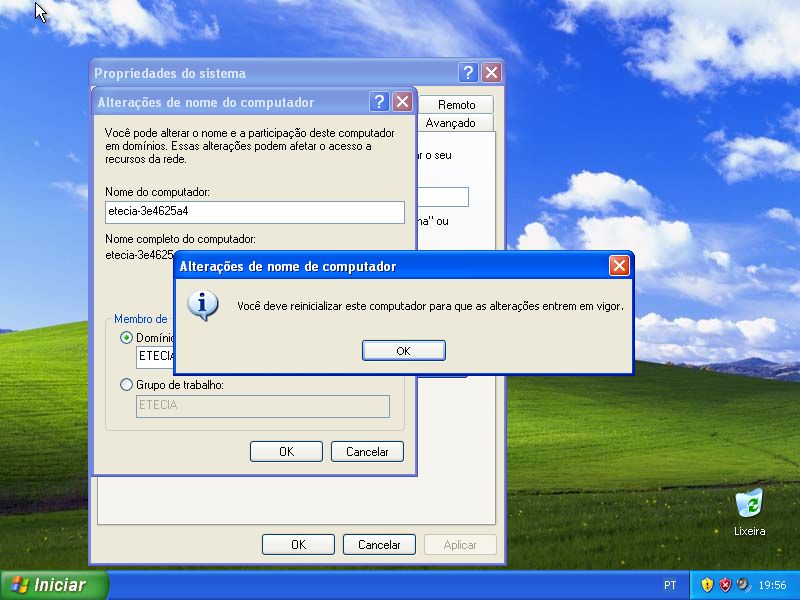 Propriedades do sistema
Alterações de nome do computador
Remoto
Avançado
Você pode alterar o nome e a participação deste computador
em domínios. Essas alterações podem afetar o acesso a
recursos da rede.
o seu
Nome do computador:
etecia-3e4625a4
ou
Nome completo do computador:
etecia-3e4625
Alterações de nome de computador
Você deve reinicializar este computador para que as alterações entrem em vigor.
OK
Membro de
Domíni
ETECIA
Grupo de trabalho:
ETECIA
OK
Cancelar
OK
Cancelar
Aplicar
Lixeira
Iniciar
PT
19:56